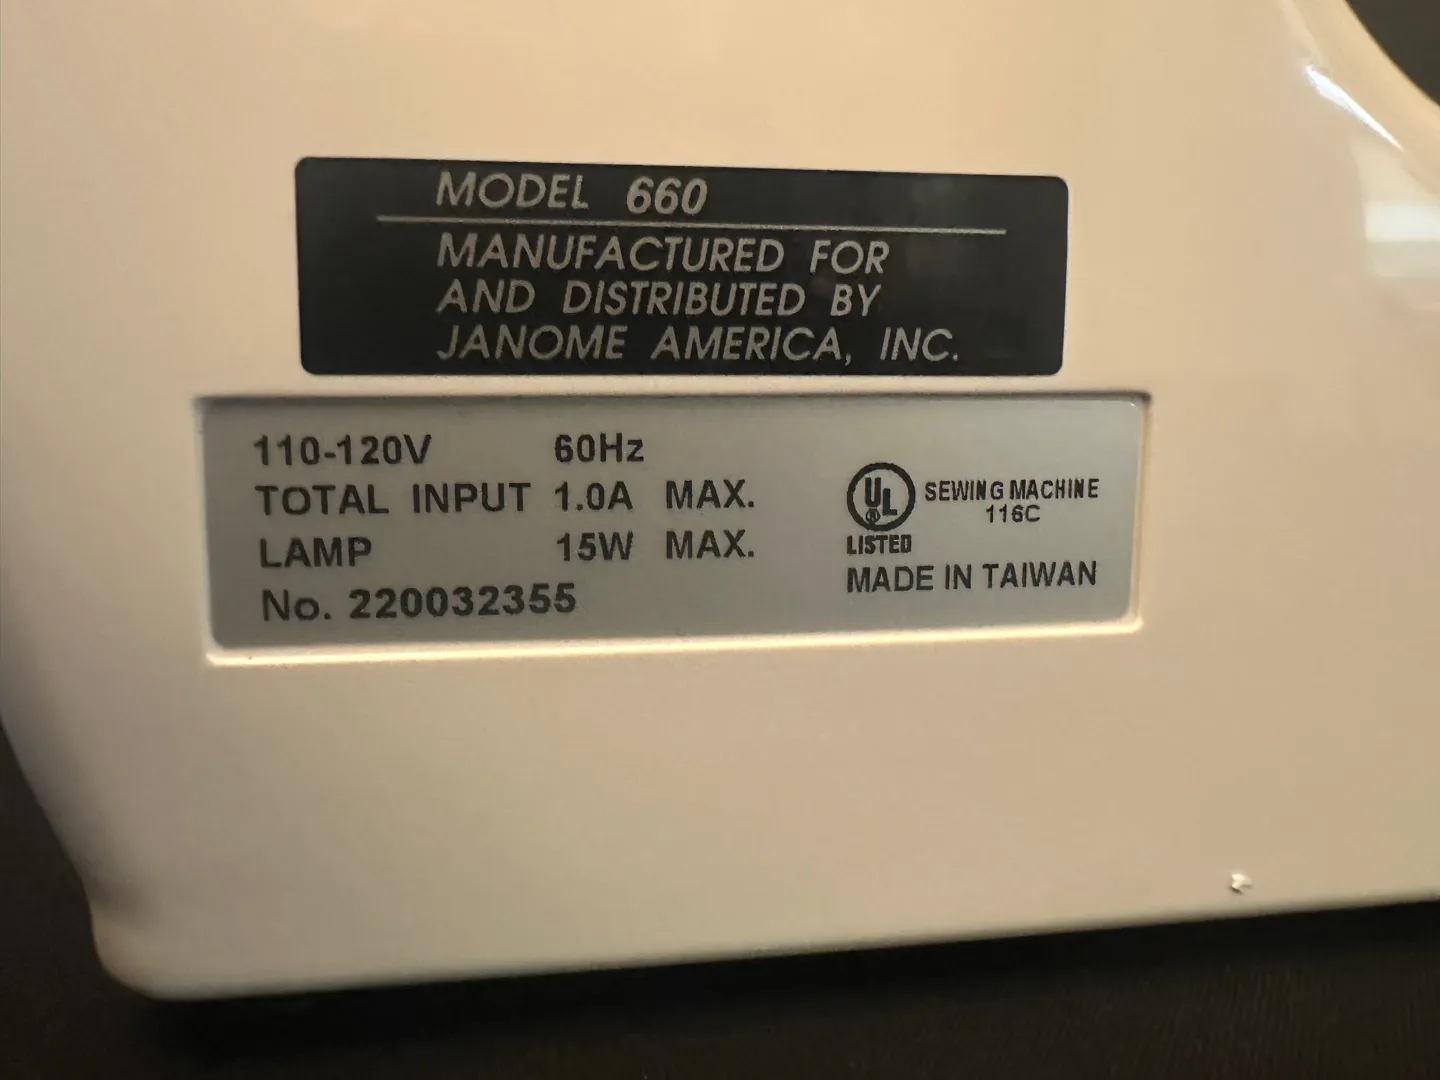 MODEL 660
MANUFACTURED FOR
AND DISTRIBUTED BY
JANOME AMERICA, INC.
110-120V 60Hz
TOTAL INPUT 1.0A MAX.
LAMP 15W MAX.
No. 220032355
UL ® SEWING MACHINE
116C
LISTED
MADE IN TAIWAN